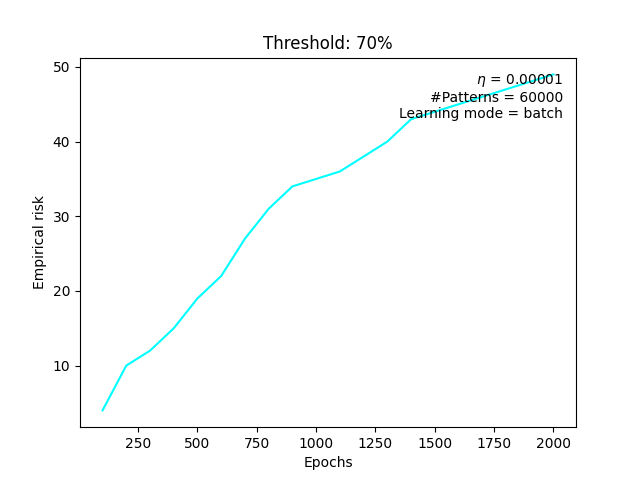 Threshold: 70%
η = 0.00001
#Patterns = 60000
Learning mode = batch
Empirical risk
50
40
30
20
10
250 500 750 1000 1250 1500 1750 2000
Epochs